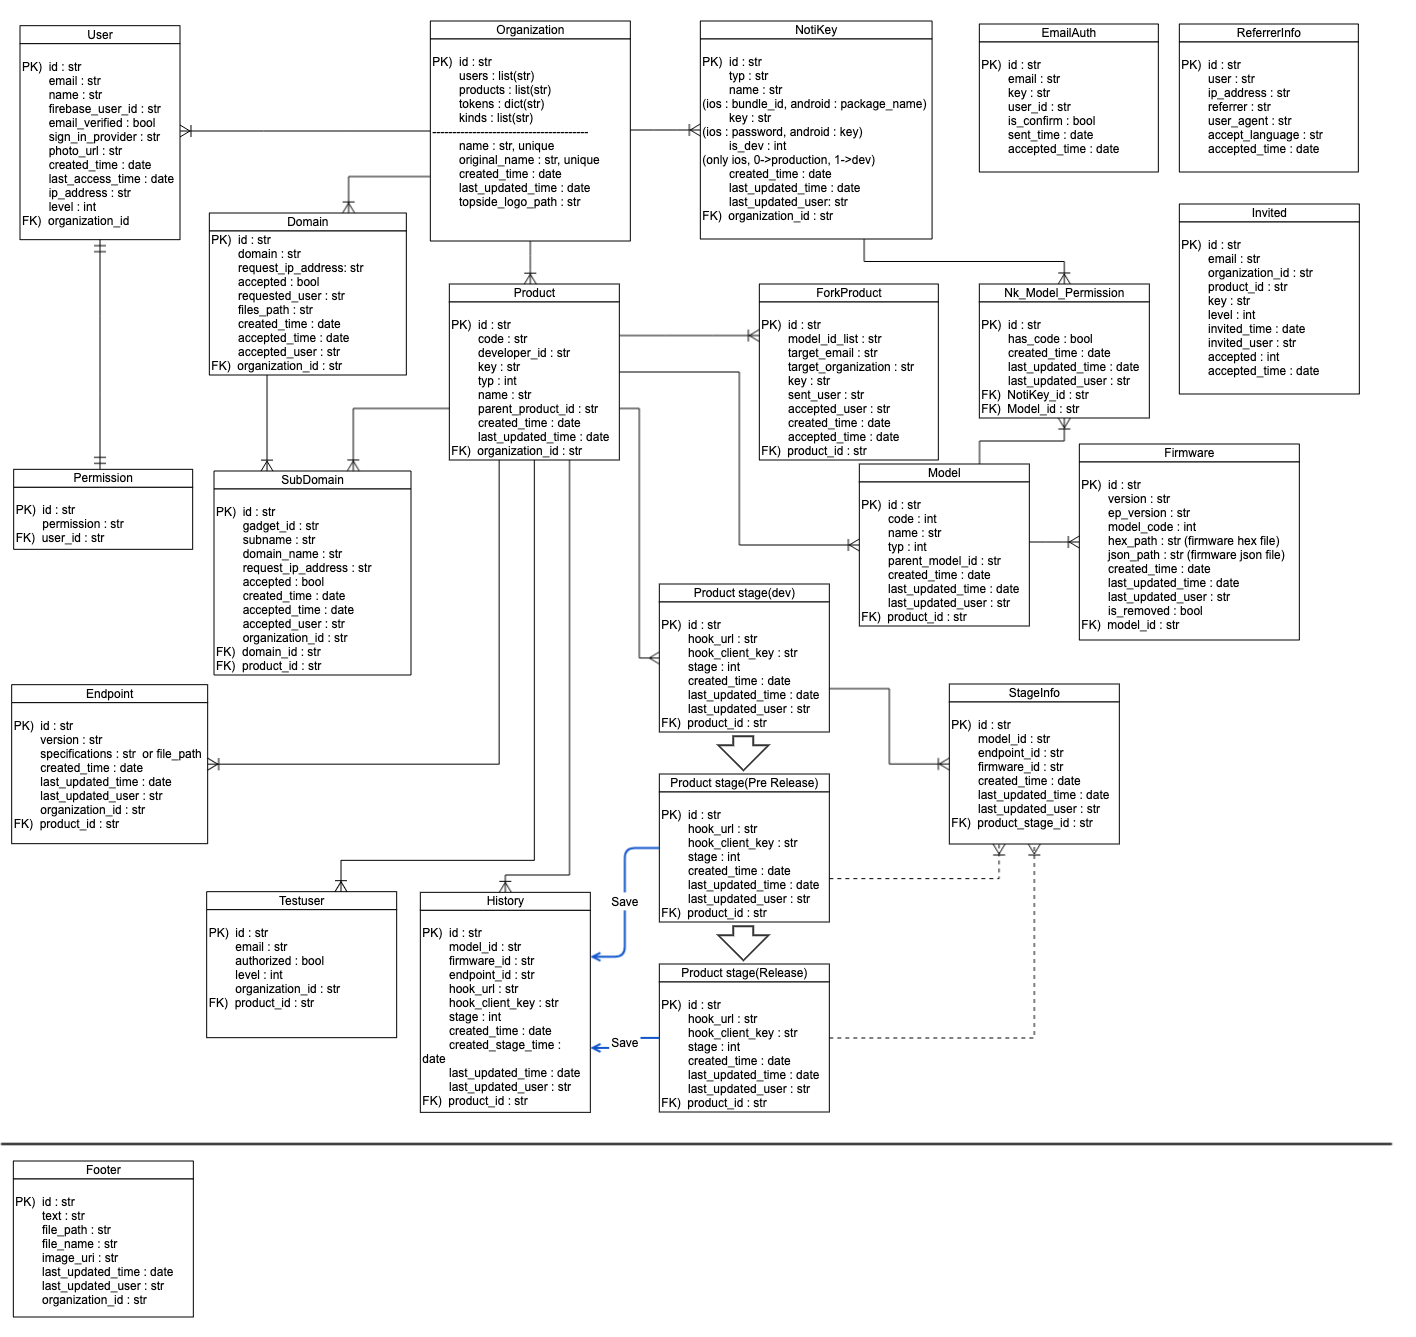 User
PK)  id : str
email : str
name : str
firebase_user_id : str
email_verified : bool
sign_in_provider : str
photo_url : str
created_time : date
last_access_time : date
ip_address : str
level : int
FK)  organization_id
Organization
PK)  id : str
users : list(str)
products : list(str)
tokens : dict(str)
kinds : list(str)
---------------------------------------
name : str, unique
original_name : str, unique
created_time : date
last_updated_time : date
topside_logo_path : str
NotiKey
PK)  id : str
typ : str
name : str
(ios : bundle_id, android : package_name)
key : str
(ios : password, android : key)
is_dev : int
(only ios, 0->production, 1->dev)
created_time : date
last_updated_time : date
last_updated_user: str
FK)  organization_id : str
EmailAuth
PK)  id : str
email : str
key : str
user_id : str
is_confirm : bool
sent_time : date
accepted_time : date
ReferrerInfo
PK)  id : str
user : str
ip_address : str
referrer : str
user_agent : str
accept_language : str
accepted_time : date
Domain
PK)  id : str
domain : str
request_ip_address: str
accepted : bool
requested_user : str
files_path : str
created_time : date
accepted_time : date
accepted_user : str
FK)  organization_id : str
Invited
PK)  id : str
email : str
organization_id : str
product_id : str
key : str
level : int
invited_time : date
invited_user : str
accepted : int
accepted_time : date
Product
PK)  id : str
code : str
developer_id : str
key : str
typ : int
name : str
parent_product_id : str
created_time : date
last_updated_time : date
FK)  organization_id : str
ForkProduct
PK)  id : str
model_id_list : str
target_email : str
target_organization : str
key : str
sent_user : str
accepted_user : str
created_time : date
accepted_time : date
FK)  product_id : str
Nk_Model_Permission
PK)  id : str
has_code : bool
created_time : date
last_updated_time : date
last_updated_user : str
FK)  NotiKey_id : str
FK)  Model_id : str
Permission
PK)  id : str
permission : str
FK)  user_id : str
SubDomain
PK)  id : str
gadget_id : str
subname : str
domain_name : str
request_ip_address : str
accepted : bool
created_time : date
accepted_time : date
accepted_user : str
organization_id : str
FK)  domain_id : str
FK)  product_id : str
Model
PK)  id : str
code : int
name : str
typ : int
parent_model_id : str
created_time : date
last_updated_time : date
last_updated_user : str
FK)  product_id : str
Firmware
PK)  id : str
version : str
ep_version : str
model_code : int
hex_path : str (firmware hex file)
json_path : str (firmware json file)
created_time : date
last_updated_time : date
last_updated_user : str
is_removed : bool
FK)  model_id : str
Product stage(dev)
PK)  id : str
hook_url : str
hook_client_key : str
stage : int
created_time : date
last_updated_time : date
last_updated_user : str
FK)  product_id : str
Endpoint
PK)  id : str
version : str
specifications : str  or file_path
created_time : date
last_updated_time : date
last_updated_user : str
organization_id : str
FK)  product_id : str
StageInfo
PK)  id : str
model_id : str
endpoint_id : str
firmware_id : str
created_time : date
last_updated_time : date
last_updated_user : str
FK)  product_stage_id : str
Product stage(Pre Release)
PK)  id : str
hook_url : str
hook_client_key : str
stage : int
created_time : date
last_updated_time : date
last_updated_user : str
FK)  product_id : str
Save
Testuser
PK)  id : str
email : str
authorized : bool
level : int
organization_id : str
FK)  product_id : str
History
PK)  id : str
model_id : str
firmware_id : str
endpoint_id : str
hook_url : str
hook_client_key : str
stage : int
created_time : date
created_stage_time :
date
last_updated_time : date
last_updated_user : str
FK)  product_id : str
Save
Product stage(Release)
PK)  id : str
hook_url : str
hook_client_key : str
stage : int
created_time : date
last_updated_time : date
last_updated_user : str
FK)  product_id : str
Footer
PK)  id : str
text : str
file_path : str
file_name : str
image_uri : str
last_updated_time : date
last_updated_user : str
organization_id : str